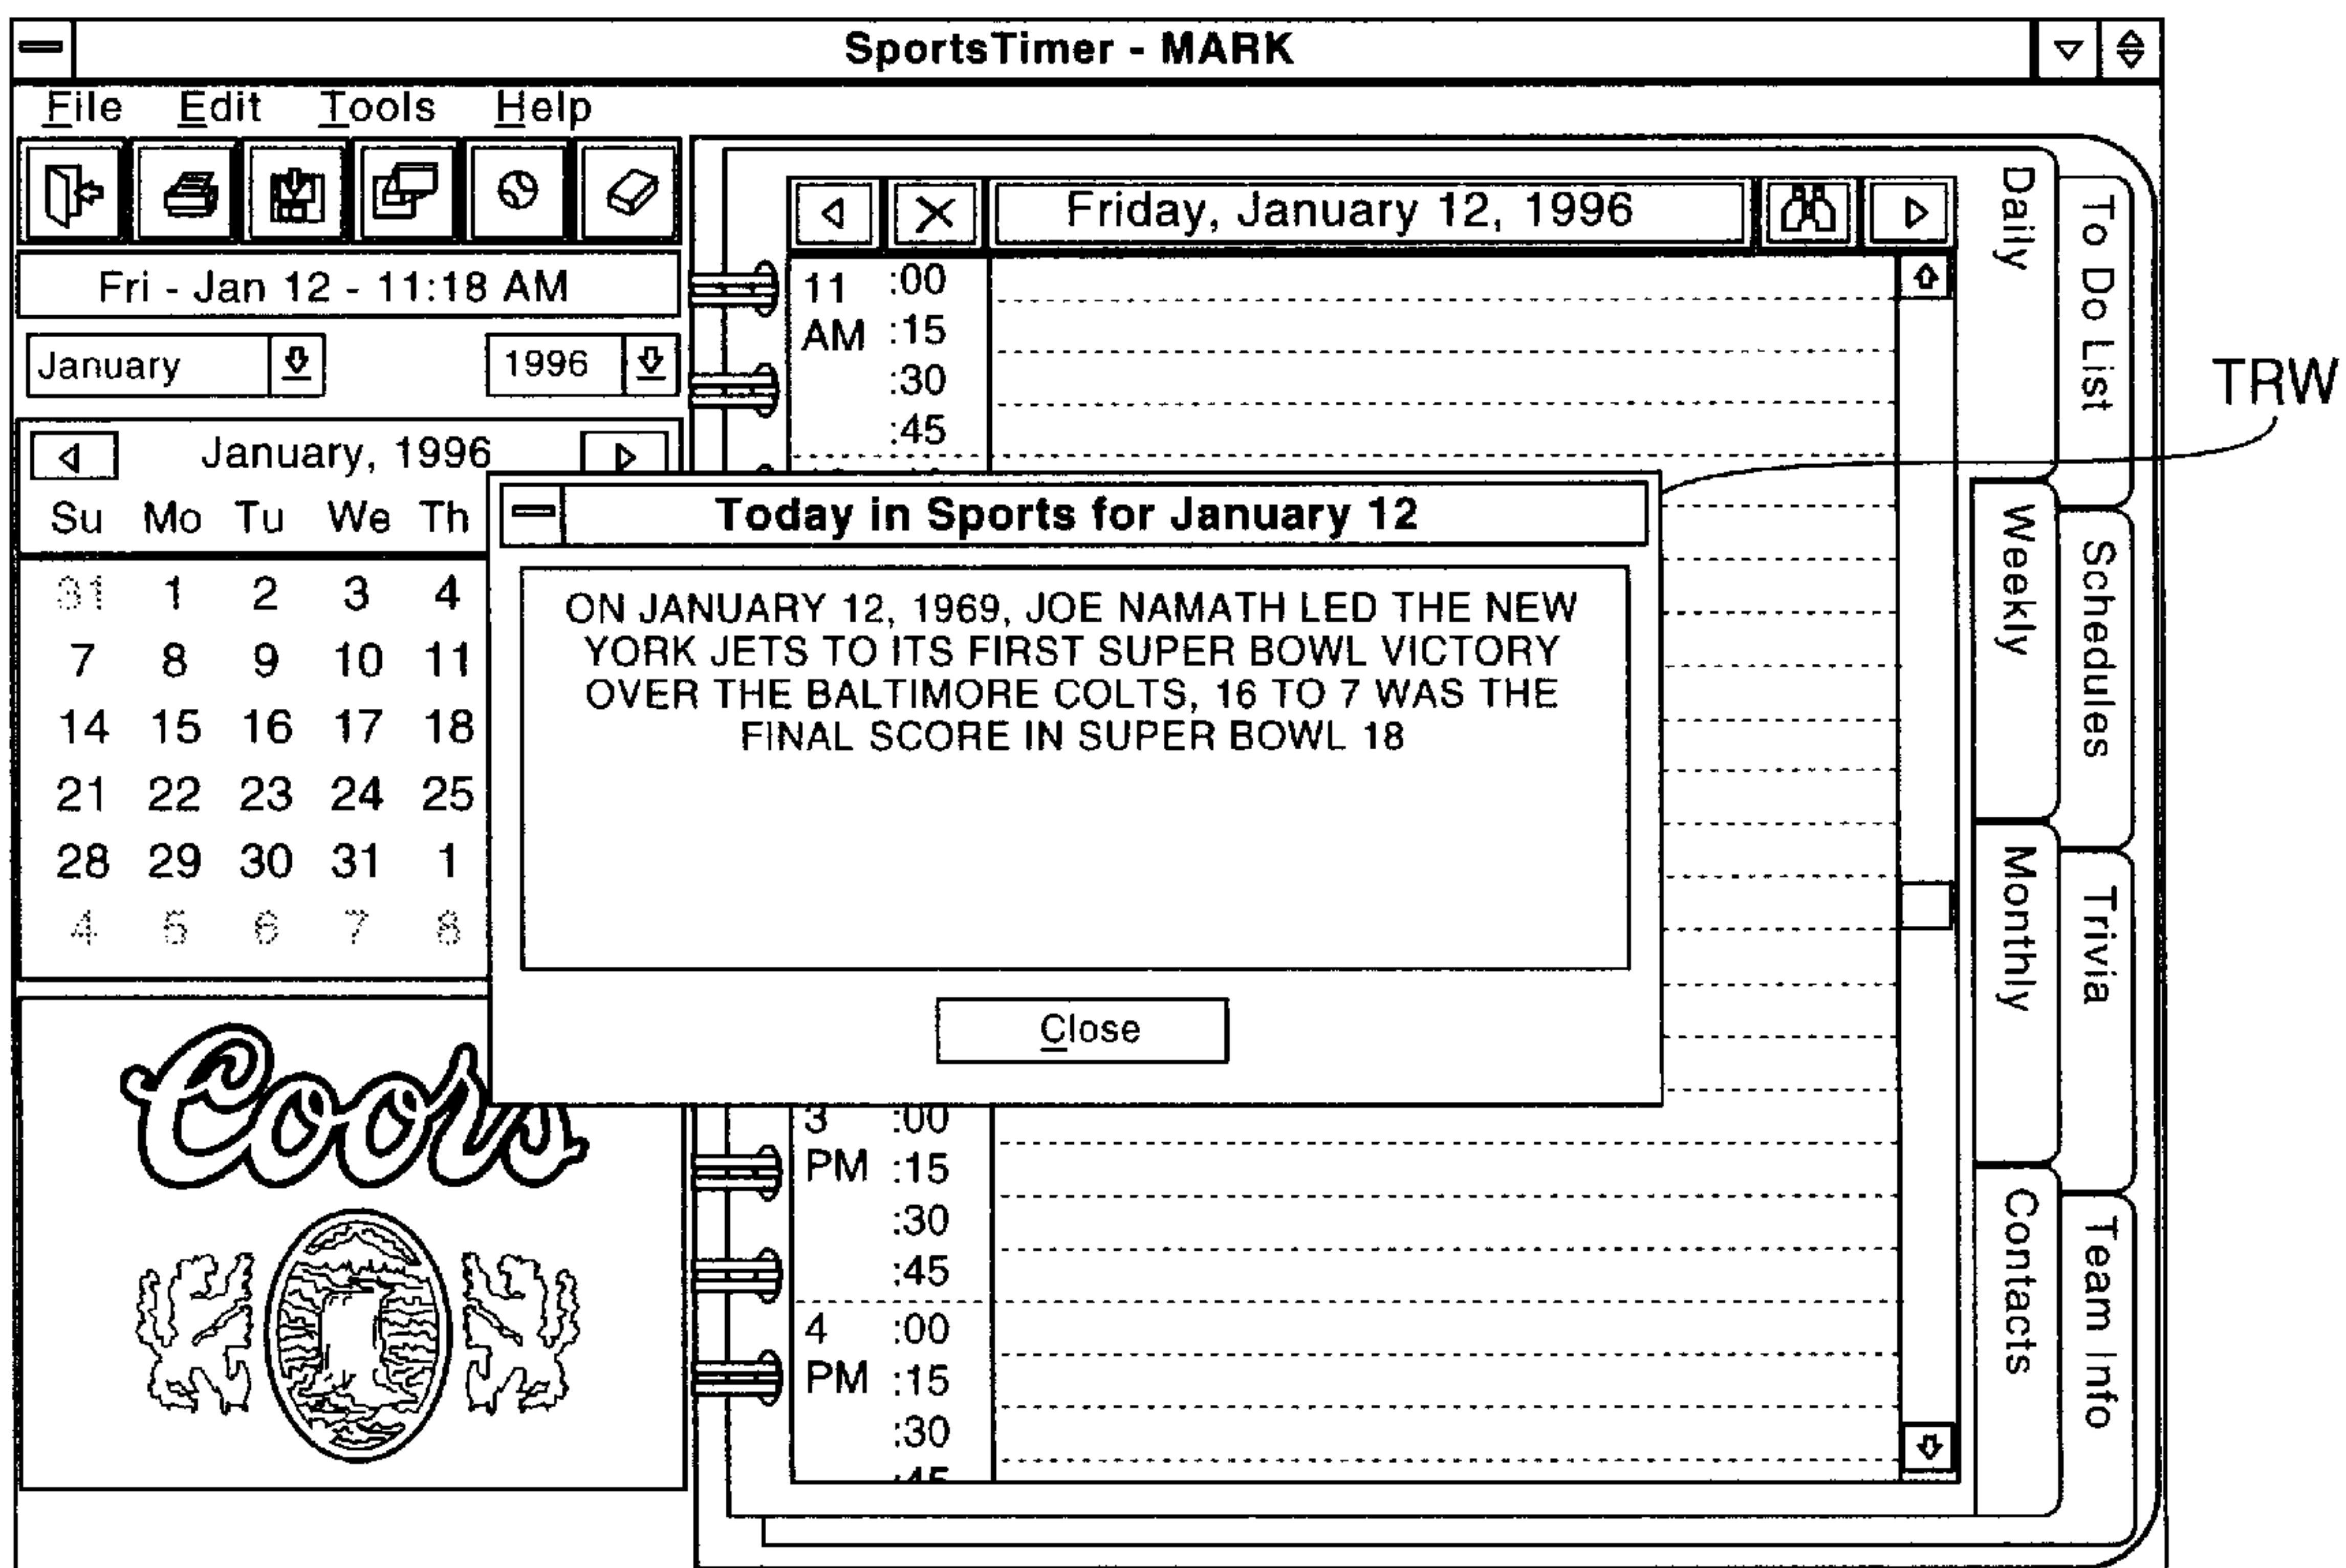 SportsTimer - MARK
File Edit Tools Help
Fri - Jan 12 - 11:18 AM
January 1996
January, 1996
Su Mo Tu We Th
31 1 2 3 4
7 8 9 10 11
14 15 16 17 18
21 22 23 24 25
28 29 30 31 1
4 5 6 7 8
Coors
Friday, January 12, 1996
11 :00
AM :15
:30
:45
Today in Sports for January 12
ON JANUARY 12, 1969, JOE NAMATH LED THE NEW
YORK JETS TO ITS FIRST SUPER BOWL VICTORY
OVER THE BALTIMORE COLTS, 16 TO 7 WAS THE
FINAL SCORE IN SUPER BOWL 18
Close
3 :00
PM :15
:30
:45
4 :00
PM :15
:30
:45
Daily
Weekly
Monthly
Contacts
To Do List
Schedules
Trivia
Team Info
TRW